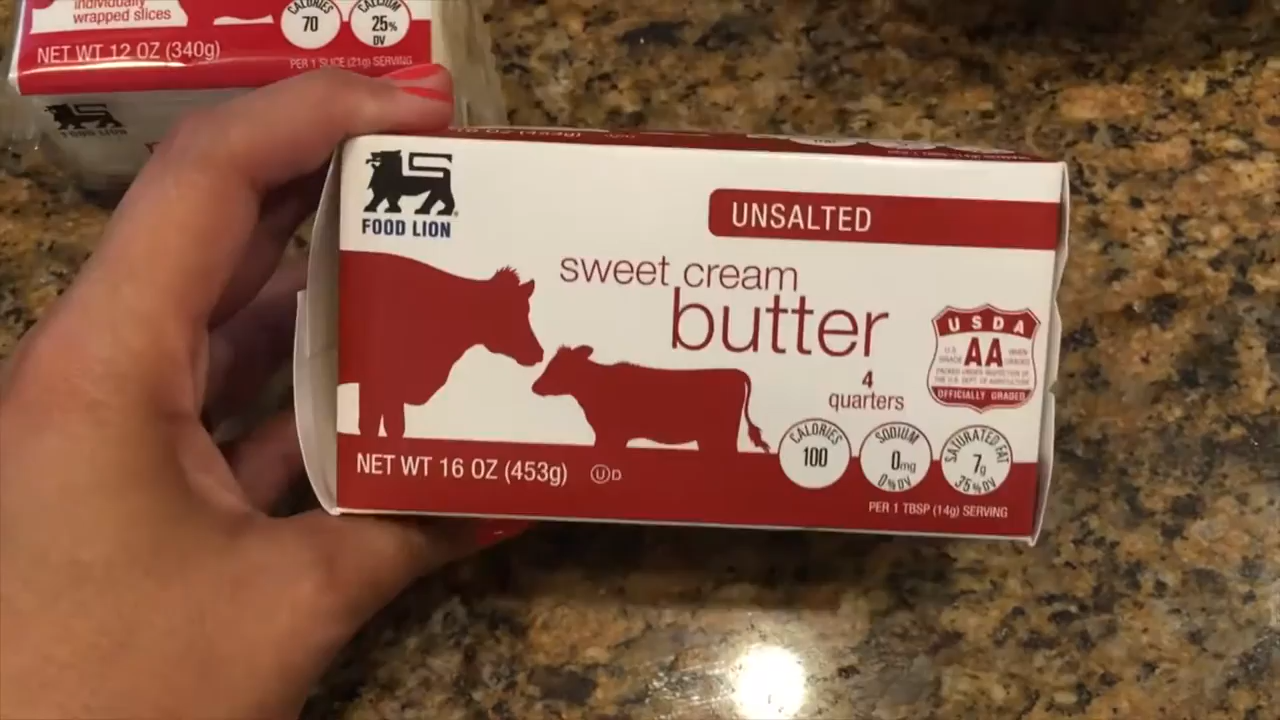 individually
wrapped slices
CALORIES
70
CALCIUM
25%
DV
NET WT 12 OZ (340g)
PER 1 SLICE (21g) SERVING
FOOD LION
FOOD LION
UNSALTED
sweet cream
butter
4
quarters
USDA
AA
OFFICIALLY GRADED
CALORIES
100
SODIUM
0mg
0% DV
SATURATED FAT
7g
35% DV
NET WT 16 OZ (453g)
UD
PER 1 TBSP (14g) SERVING